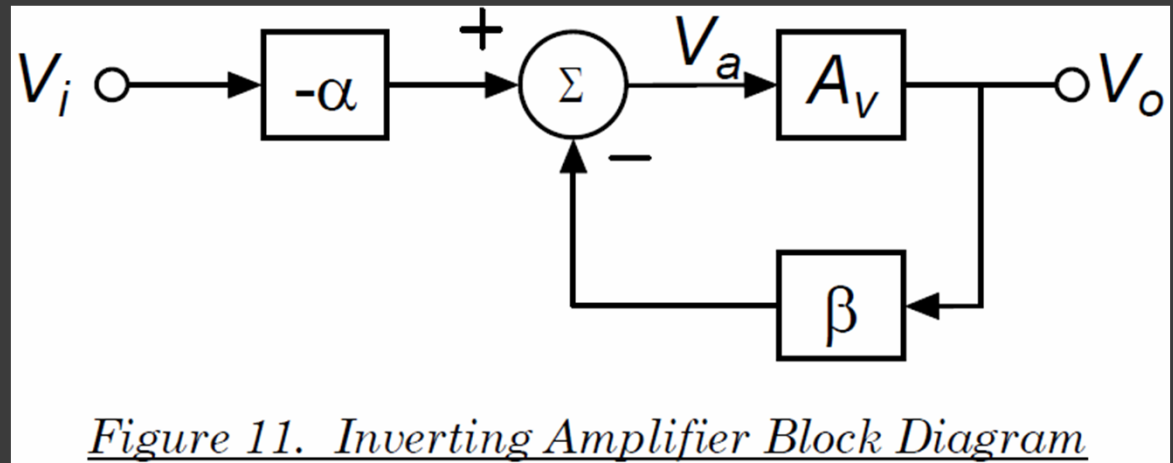 Vi
-α
+
Σ
Va
Av
Vo
−
β
Figure 11. Inverting Amplifier Block Diagram